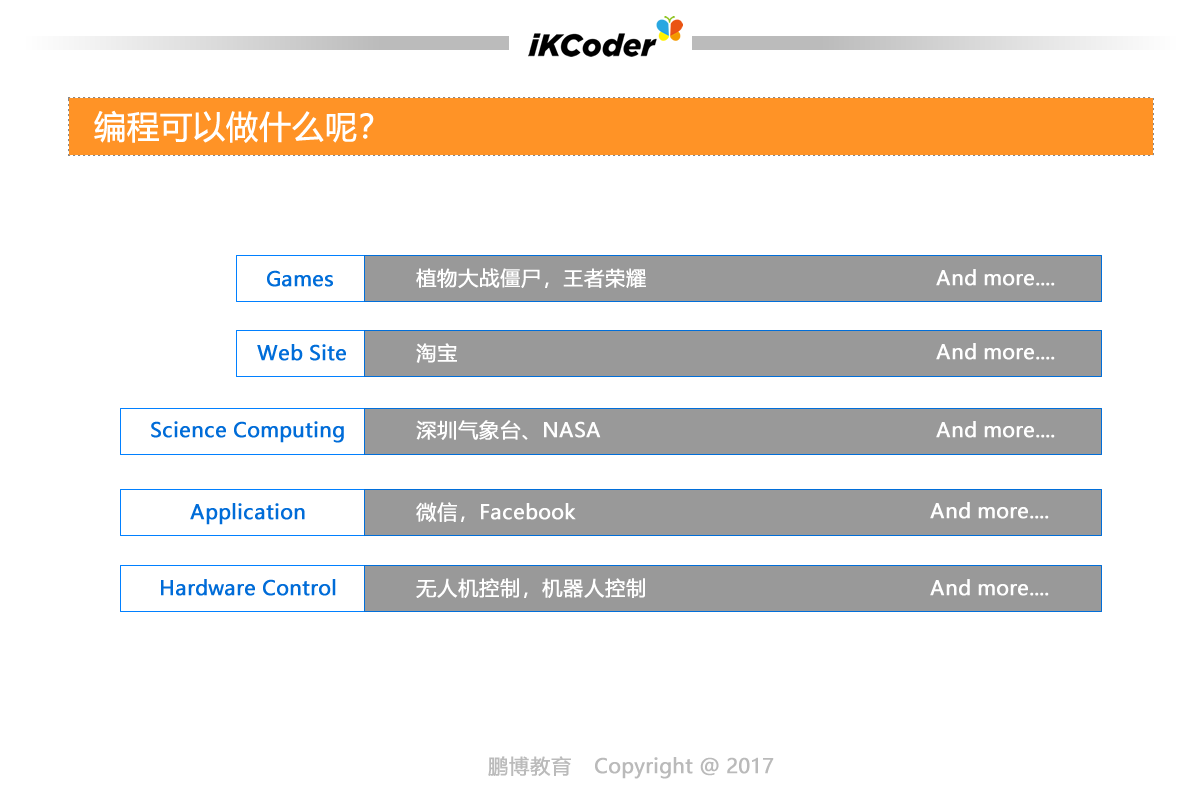 iKCoder
编程可以做什么呢?
Games 植物大战僵尸，王者荣耀 And more....
Web Site 淘宝 And more....
Science Computing 深圳气象台、NASA And more....
Application 微信，Facebook And more....
Hardware Control 无人机控制，机器人控制 And more....
鹏博教育 Copyright @ 2017